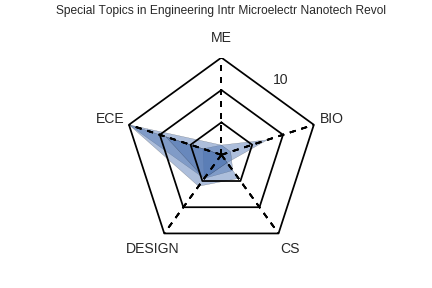 Special Topics in Engineering Intr Microelectr Nanotech Revol
ME
10
ECE
BIO
DESIGN
CS